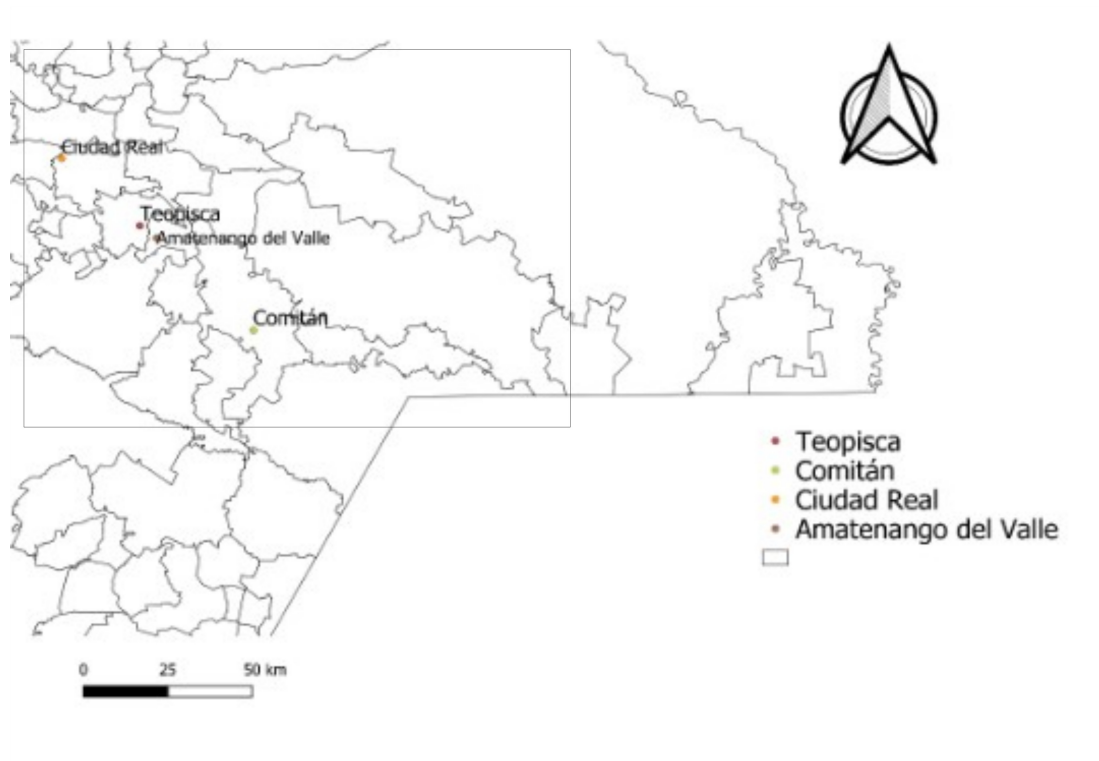 Ciudad Real
Teopisca
Amatenango del Valle
Comitán
Teopisca
Comitán
Ciudad Real
Amatenango del Valle
0 25 50 km